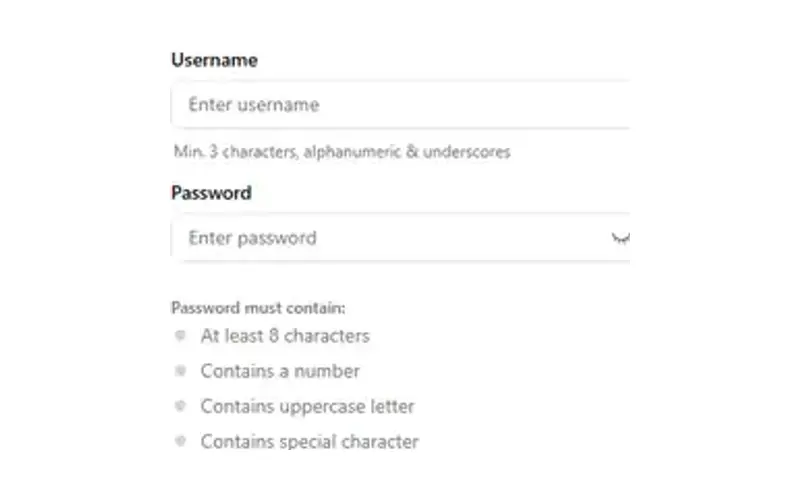 Username
Enter username
Min. 3 characters, alphanumeric & underscores
Password
Enter password
Password must contain:
At least 8 characters
Contains a number
Contains uppercase letter
Contains special character